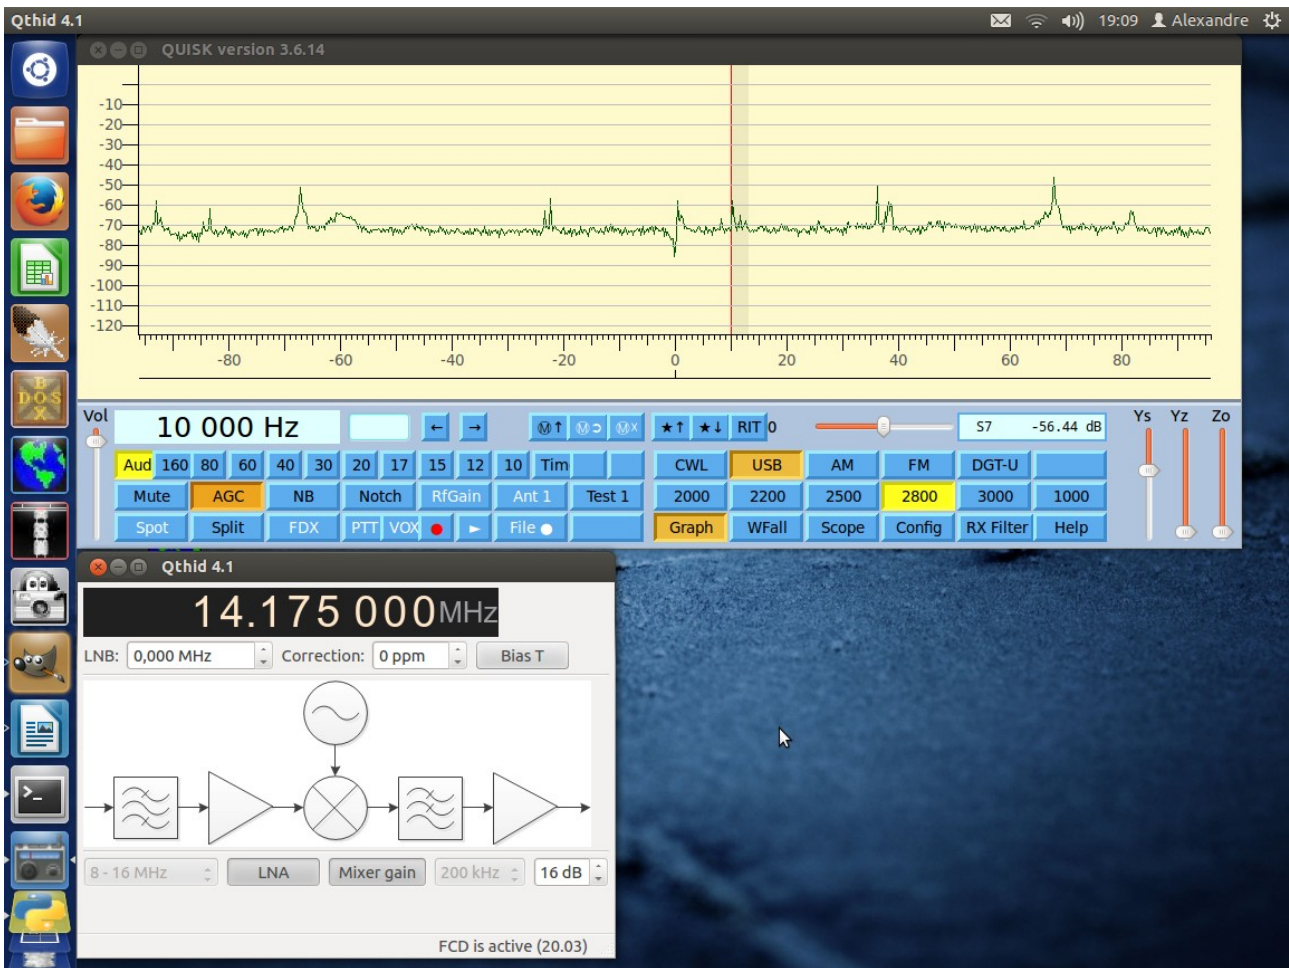 Qthid 4.1 19:09 Alexandre
QUISK version 3.6.14
-10
-20
-30
-40
-50
-60
-70
-80
-90
-100
-110
-120
-80 -60 -40 -20 0 20 40 60 80
Vol 10 000 Hz ← → Ⓜ↑ Ⓜ⊃ Ⓜx ★↑ ★↓ RIT 0 S7 -56.44 dB Ys Yz Zo
Aud 160 80 60 40 30 20 17 15 12 10 Tim CWL USB AM FM DGT-U
Mute AGC NB Notch RfGain Ant 1 Test 1 2000 2200 2500 2800 3000 1000
Spot Split FDX PTT VOX File Graph WFall Scope Config RX Filter Help
Qthid 4.1
14.175 000 MHz
LNB: 0,000 MHz Correction: 0 ppm Bias T
8 - 16 MHz LNA Mixer gain 200 kHz 16 dB
FCD is active (20.03)
BOX
DOS
>_